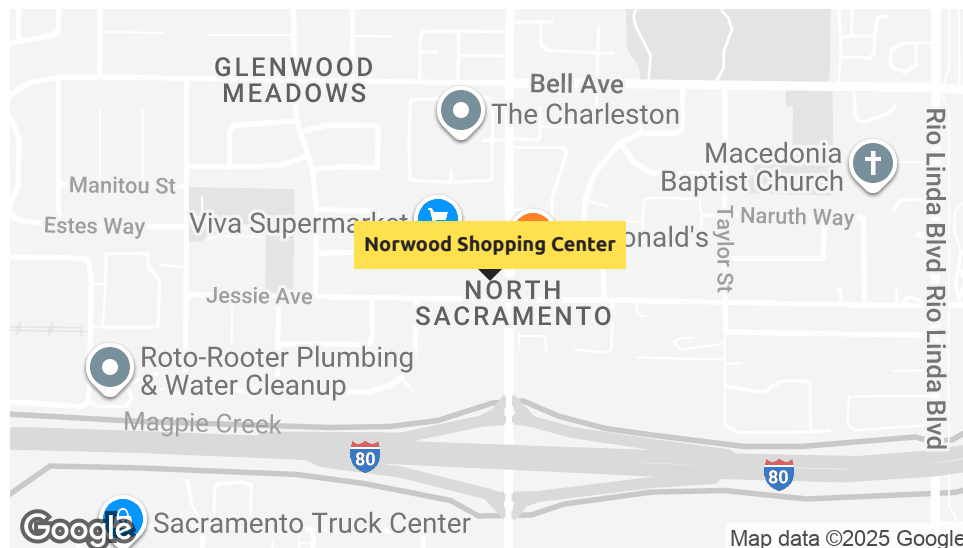 GLENWOOD
MEADOWS
Bell Ave
The Charleston
Macedonia
Baptist Church
Manitou St
Estes Way
Viva Supermarket
Norwood Shopping Center
onald's
Naruth Way
Taylor St
Rio Linda Blvd
Rio Linda Blvd
Jessie Ave
NORTH
SACRAMENTO
Roto-Rooter Plumbing
& Water Cleanup
Magpie Creek
80
80
Google
Sacramento Truck Center
Map data ©2025 Google